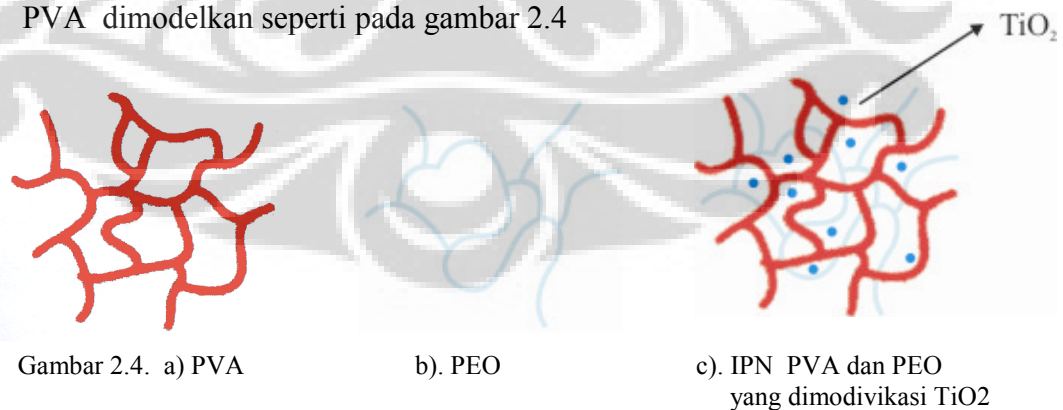 PVA dimodelkan seperti pada gambar 2.4
TiO₂
Gambar 2.4. a) PVA b). PEO c). IPN PVA dan PEO
yang dimodivikasi TiO2